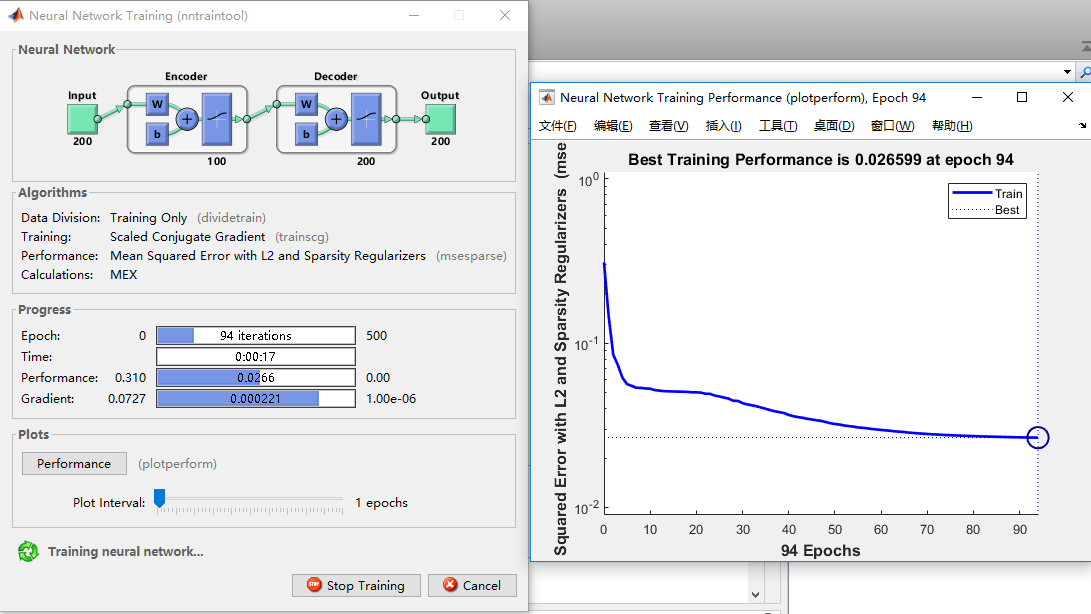 Neural Network Training (nntraintool)
Neural Network
Encoder
Decoder
Input
W
b
+
W
b
+
Output
200
100
200
200
Algorithms
Data Division: Training Only (dividetrain)
Training: Scaled Conjugate Gradient (trainscg)
Performance: Mean Squared Error with L2 and Sparsity Regularizers (msesparse)
Calculations: MEX
Progress
Epoch: 0 94 iterations 500
Time: 0:00:17
Performance: 0.310 0.0266 0.00
Gradient: 0.0727 0.000221 1.00e-06
Plots
Performance (plotperform)
Plot Interval: 1 epochs
Training neural network...
STOP Stop Training
Cancel
Neural Network Training Performance (plotperform), Epoch 94
文件(F) 编辑(E) 查看(V) 插入(I) 工具(T) 桌面(D) 窗口(W) 帮助(H)
Best Training Performance is 0.026599 at epoch 94
Squared Error with L2 and Sparsity Regularizers (mse
10^0
10^-1
10^-2
Train
Best
0 10 20 30 40 50 60 70 80 90
94 Epochs